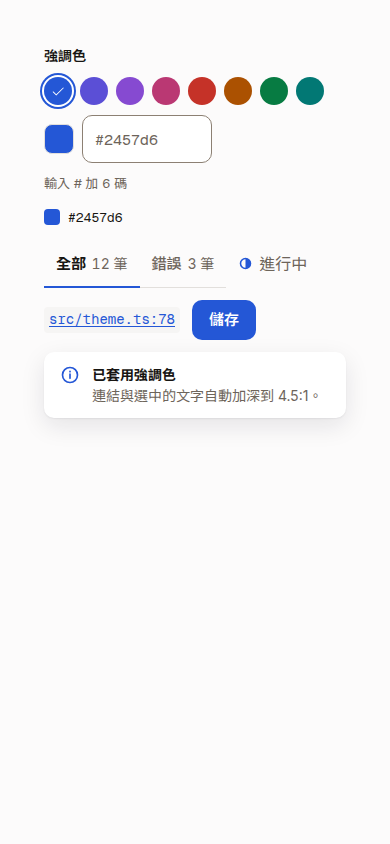 強調色
#2457d6
輸入 # 加 6 碼
#2457d6
全部 12 筆 錯誤 3 筆 進行中
src/theme.ts:78 儲存
已套用強調色
連結與選中的文字自動加深到 4.5:1。